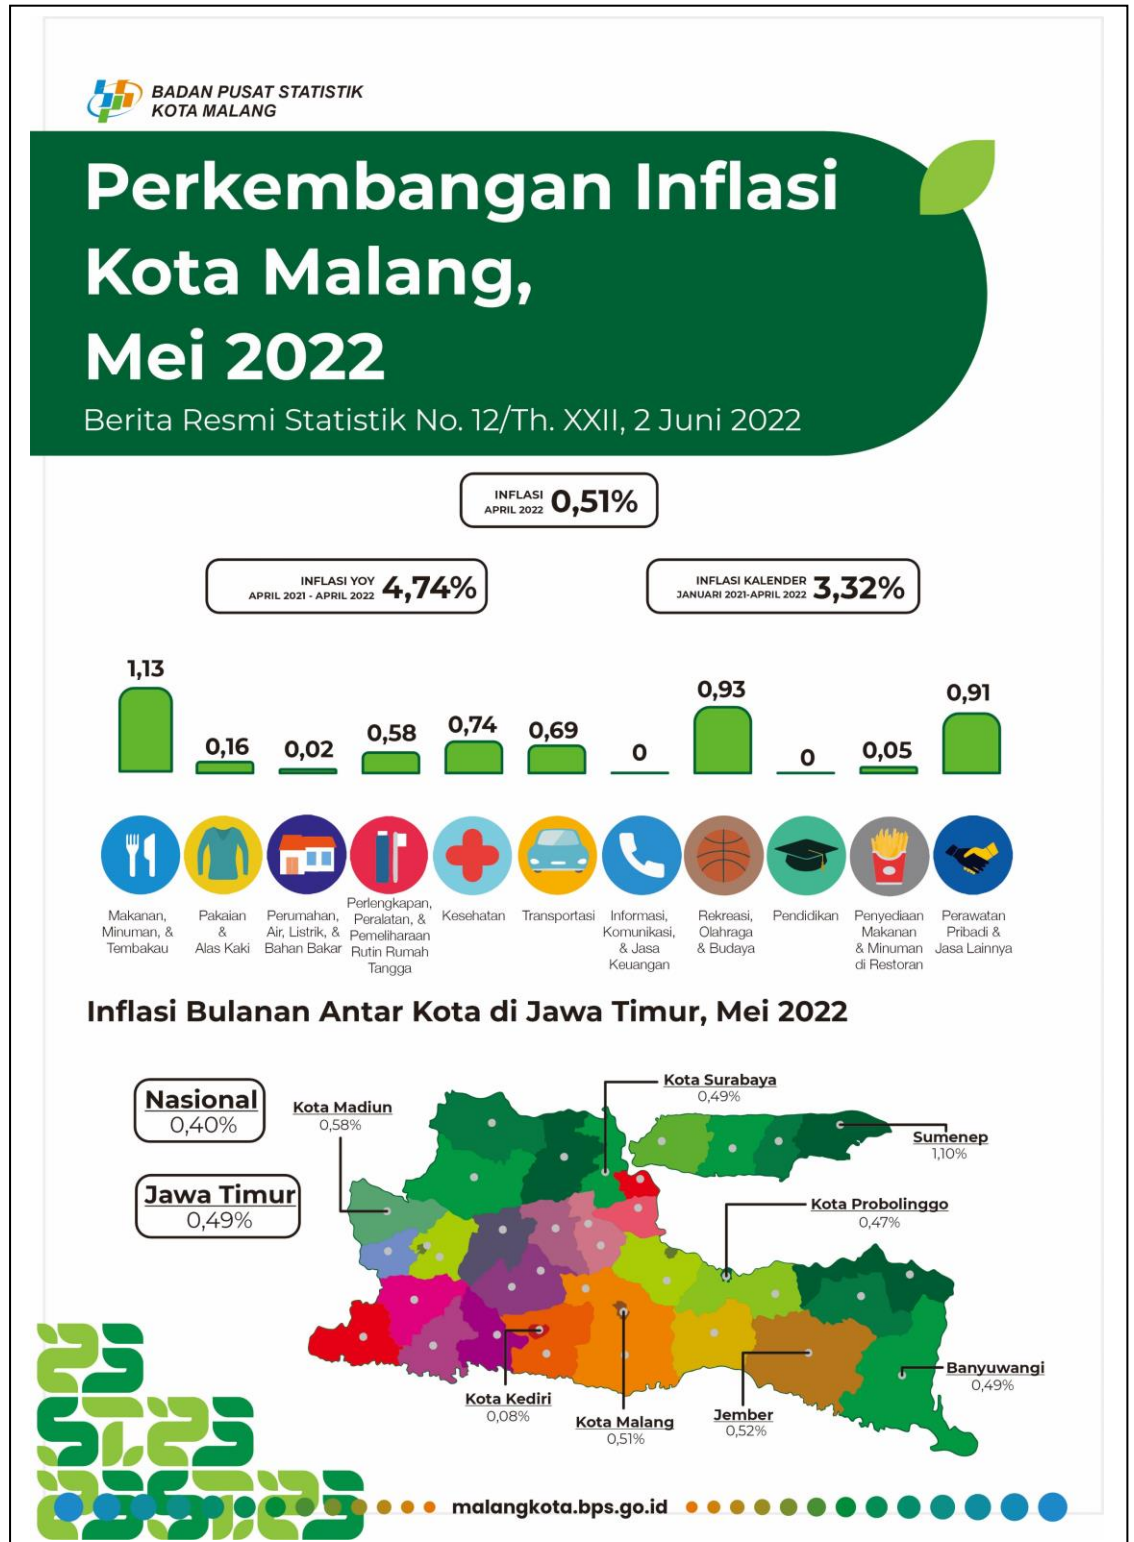 BADAN PUSAT STATISTIK
KOTA MALANG
Perkembangan Inflasi
Kota Malang,
Mei 2022
Berita Resmi Statistik No. 12/Th. XXII, 2 Juni 2022
INFLASI
APRIL 2022
0,51%
INFLASI YOY
APRIL 2021 - APRIL 2022
4,74%
INFLASI KALENDER
JANUARI 2021-APRIL 2022
3,32%
1,13
0,16
0,02
0,58
0,74
0,69
0
0,93
0
0,05
0,91
Makanan,
Minuman, &
Tembakau
Pakaian
&
Alas Kaki
Perumahan,
Air, Listrik, &
Bahan Bakar
Perlengkapan,
Peralatan, &
Pemeliharaan
Rutin Rumah
Tangga
Kesehatan
Transportasi
Informasi,
Komunikasi,
& Jasa
Keuangan
Rekreasi,
Olahraga
& Budaya
Pendidikan
Penyediaan
Makanan
& Minuman
di Restoran
Perawatan
Pribadi &
Jasa Lainnya
Inflasi Bulanan Antar Kota di Jawa Timur, Mei 2022
Nasional
0,40%
Jawa Timur
0,49%
Kota Madiun
0,58%
Kota Surabaya
0,49%
Sumenep
1,10%
Kota Probolinggo
0,47%
Banyuwangi
0,49%
Kota Kediri
0,08%
Kota Malang
0,51%
Jember
0,52%
malangkota.bps.go.id